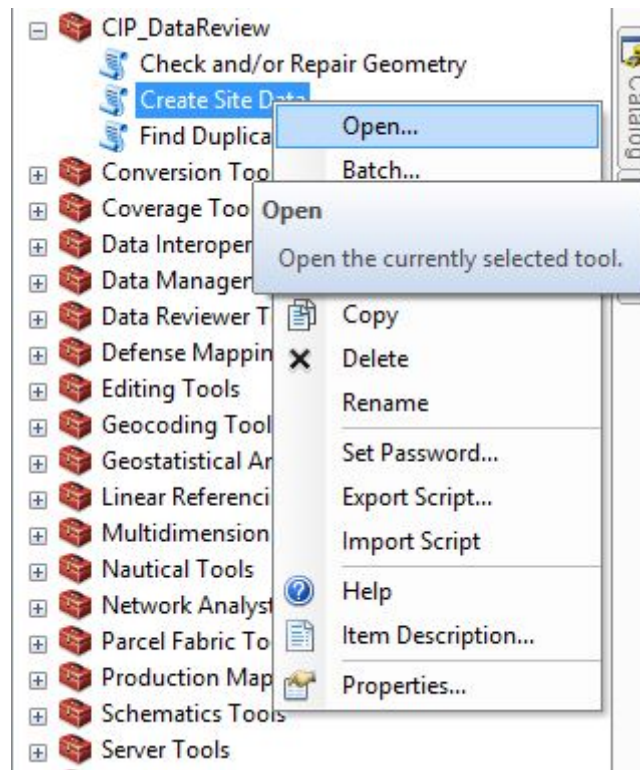 CIP_DataReview
Check and/or Repair Geometry
Create Site Data
Open...
Find Duplica
Conversion Too
Batch...
Coverage Too
Open
Data Interoper
Open the currently selected tool.
Data Manager
Data Reviewer T
Copy
Defense Mappin
Delete
Editing Tools
Rename
Geocoding Tool
Set Password...
Geostatistical Ar
Linear Referenci
Export Script...
Multidimension
Import Script
Nautical Tools
Network Analyst
Help
Parcel Fabric To
Item Description...
Production Map
Properties...
Schematics Tools
Server Tools
Catalog